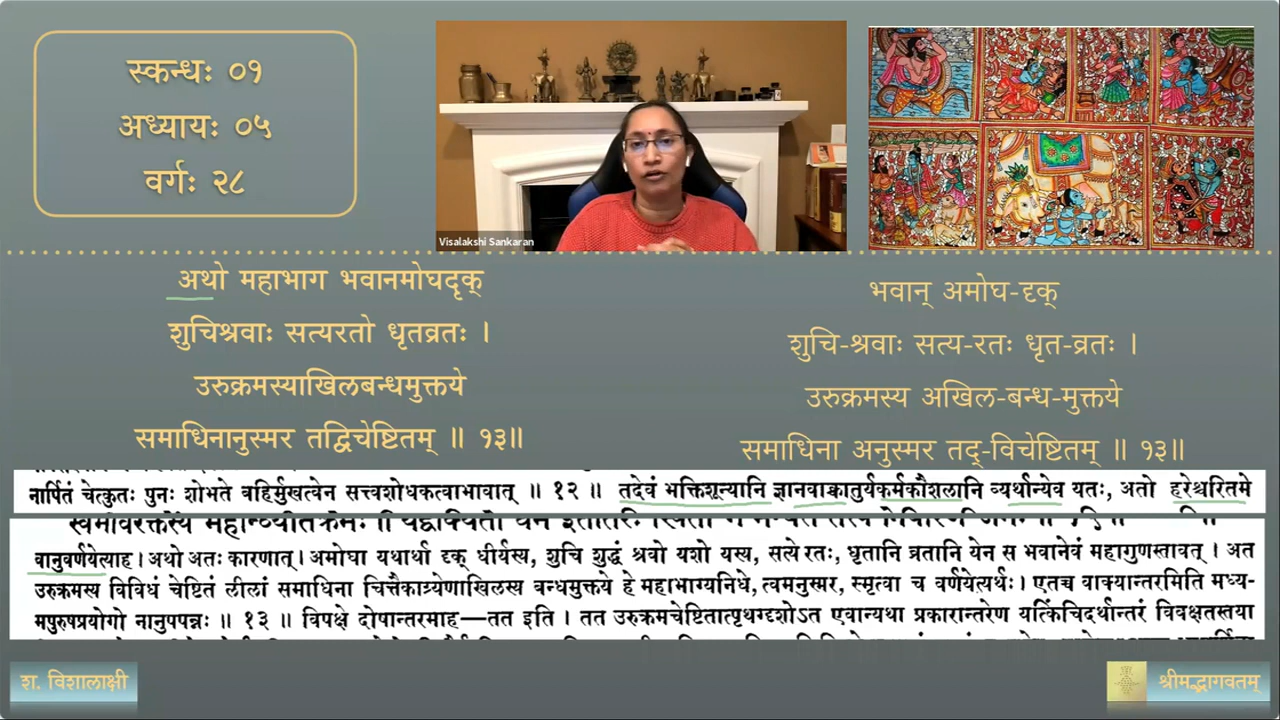 स्कन्धः ०१
अध्यायः ०५
वर्गः २८
Visalakshi Sankaran
अथो महाभाग भवानमोघदृक्
शुचिश्रवाः सत्यरतो धृतव्रतः ।
उरुक्रमस्याखिलबन्धमुक्तये
समाधिनानुस्मर तद्विचेष्टितम् ॥ १३॥
भवान् अमोघ-दृक्
शुचि-श्रवाः सत्य-रतः धृत-व्रतः ।
उरुक्रमस्य अखिल-बन्ध-मुक्तये
समाधिना अनुस्मर तद्-विचेष्टितम् ॥ १३॥
नार्पितं चेत्कुतः पुनः शोभते बहिर्मुखत्वेन सत्त्वशोधकत्वाभावात् ॥ १२ ॥ तदेवं भक्तिशून्यानि ज्ञानवाक्चातुर्यकर्मकौशलानि व्यर्थान्येव यतः, अतो हरेश्चरितमे
वानुवर्णयेत्याह । अथो अतः कारणात् । अमोघा यथार्था दृक् धीर्यस्य, शुचि शुद्धं श्रवो यशो यस्य, सत्ये रतः, धृतानि व्रतानि येन स भवानेवं महागुणस्तावत् । अत
उरुक्रमस्य विविधं चेष्टितं लीलां समाधिना चित्तैकाग्र्येणाखिलस्य बन्धमुक्तये हे महाभाग्यनिधे, त्वमनुस्मर, स्मृत्वा च वर्णयेत्यर्थः । एतच्च वाक्यान्तरमिति मध्य-
मपुरुषप्रयोगो नानुपपन्नः ॥ १३ ॥ विपक्षे दोषान्तरमाह—तत इति । तत उरुक्रमचेष्टितात्पृथग्दृशोऽत एवान्यथा प्रकारान्तरेण यत्किंचिदर्थान्तरं विवक्षतस्तया
श. विशालाक्षी
श्रीमद्भागवतम्